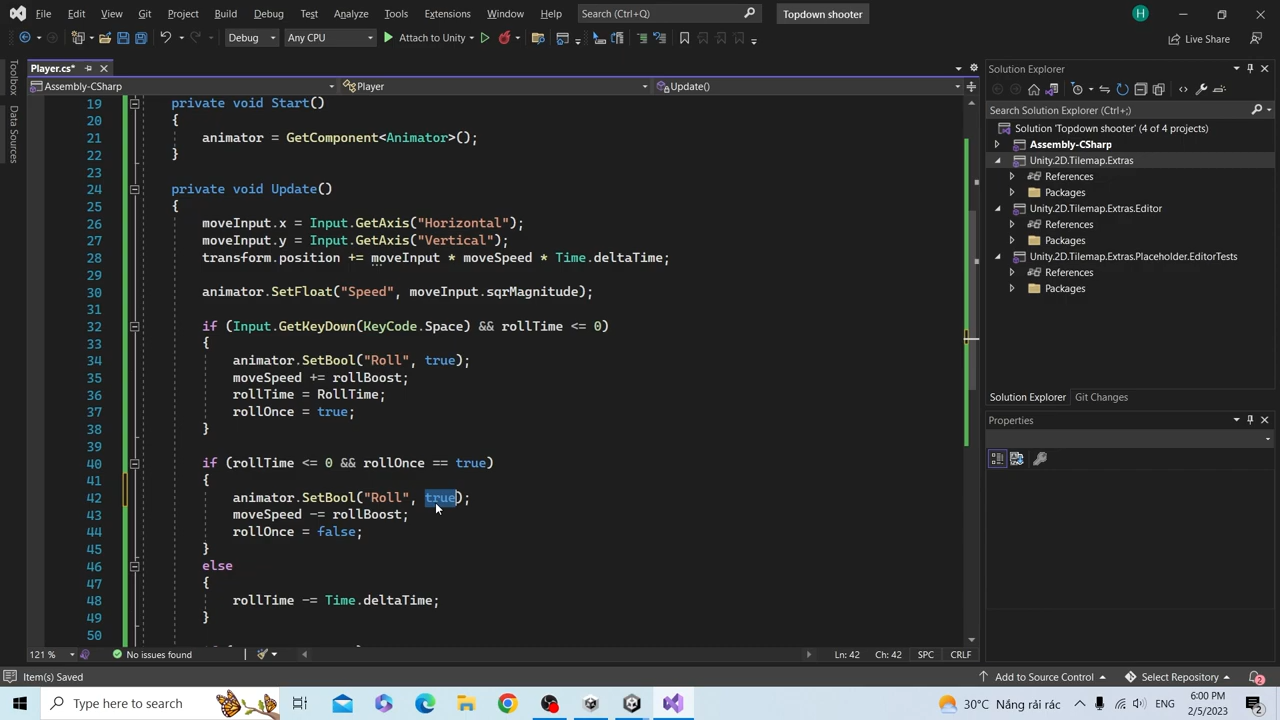 File Edit View Git Project Build Debug Test Analyze Tools Extensions Window Help Search (Ctrl+Q) Topdown shooter H
Debug Any CPU Attach to Unity Live Share
Player.cs* Solution Explorer
Assembly-CSharp Player Update()
Toolbox
Data Sources
Search Solution Explorer (Ctrl+;)
Solution 'Topdown shooter' (4 of 4 projects)
Assembly-CSharp
Unity.2D.Tilemap.Extras
References
Packages
Unity.2D.Tilemap.Extras.Editor
References
Packages
Unity.2D.Tilemap.Extras.Placeholder.EditorTests
References
Packages
Solution Explorer Git Changes
Properties
19 private void Start()
20 {
21 animator = GetComponent<Animator>();
22 }
23
24 private void Update()
25 {
26 moveInput.x = Input.GetAxis("Horizontal");
27 moveInput.y = Input.GetAxis("Vertical");
28 transform.position += moveInput * moveSpeed * Time.deltaTime;
29
30 animator.SetFloat("Speed", moveInput.sqrMagnitude);
31
32 if (Input.GetKeyDown(KeyCode.Space) && rollTime <= 0)
33 {
34 animator.SetBool("Roll", true);
35 moveSpeed += rollBoost;
36 rollTime = RollTime;
37 rollOnce = true;
38 }
39
40 if (rollTime <= 0 && rollOnce == true)
41 {
42 animator.SetBool("Roll", true);
43 moveSpeed -= rollBoost;
44 rollOnce = false;
45 }
46 else
47 {
48 rollTime -= Time.deltaTime;
49 }
50
121 % No issues found Ln: 42 Ch: 42 SPC CRLF
Item(s) Saved Add to Source Control Select Repository 2
Type here to search 30°C Nắng rải rác ENG 6:00 PM
2/5/2023 2